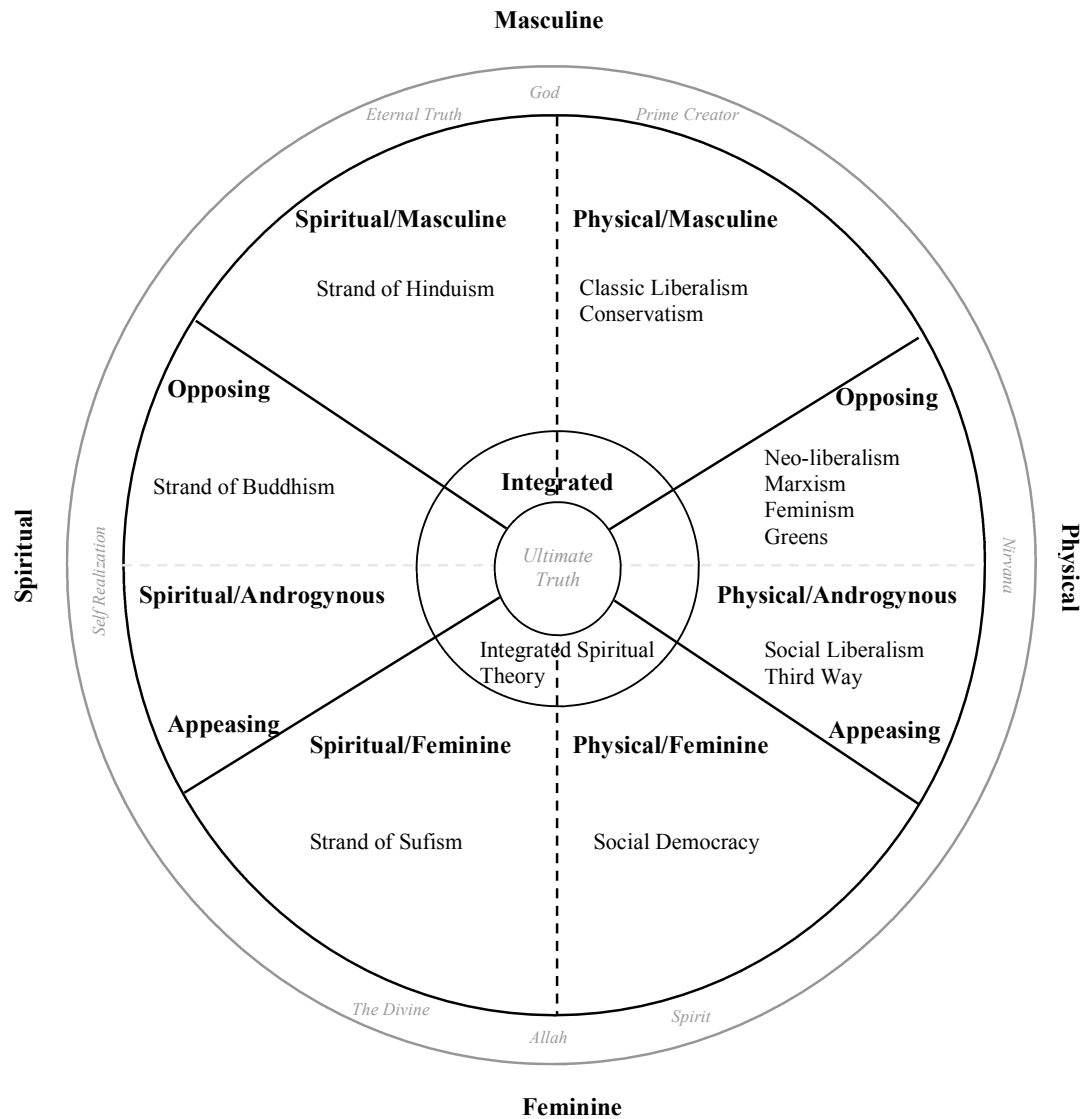 Masculine
God
Eternal Truth
Prime Creator
Spiritual/Masculine
Physical/Masculine
Strand of Hinduism
Classic Liberalism
Conservatism
Opposing
Opposing
Neo-liberalism
Marxism
Feminism
Greens
Strand of Buddhism
Integrated
Ultimate
Truth
Spiritual
Self Realization
Nirvana
Physical
Spiritual/Androgynous
Physical/Androgynous
Integrated Spiritual
Theory
Social Liberalism
Third Way
Appeasing
Appeasing
Spiritual/Feminine
Physical/Feminine
Strand of Sufism
Social Democracy
The Divine
Allah
Spirit
Feminine